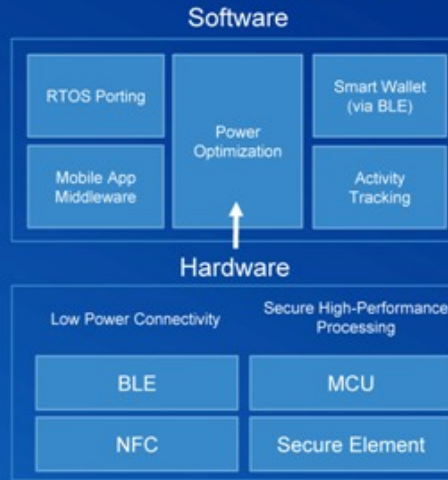 Software
RTOS Porting
Mobile App
Middleware
Power
Optimization
Smart Wallet
(via BLE)
Activity
Tracking
Hardware
Low Power Connectivity
Secure High-Performance
Processing
BLE
MCU
NFC
Secure Element